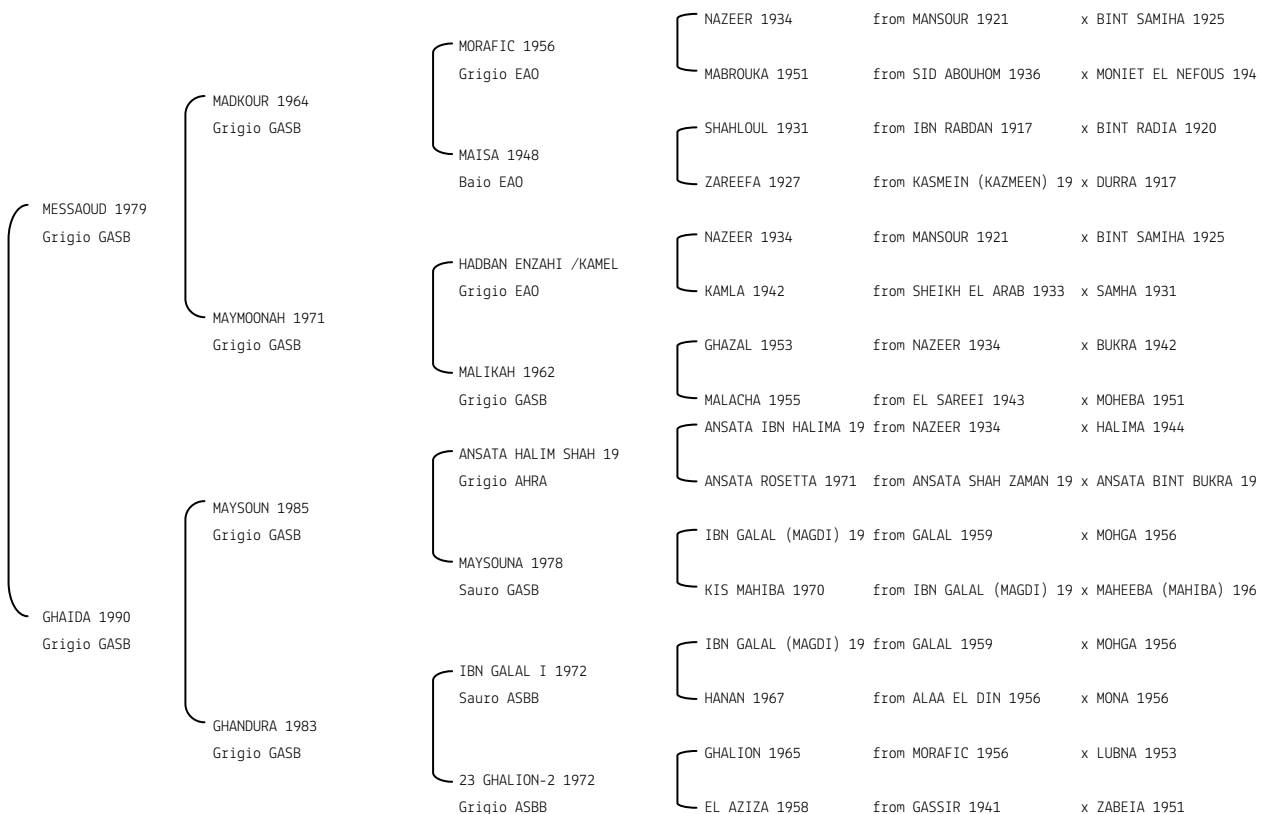 NAZEER 1934 from MANSOUR 1921 x BINT SAMIHA 1925
MORAFIC 1956
Grigio EAO
MABROUKA 1951 from SID ABOUHOM 1936 x MONIET EL NEFOUS 194
MADKOUR 1964
Grigio GASB
SHAHLOUL 1931 from IBN RABDAN 1917 x BINT RADIA 1920
MAISA 1948
Baio EAO
ZAREEFA 1927 from KASMEIN (KAZMEEN) 19 x DURRA 1917
MESSAOUD 1979
Grigio GASB
NAZEER 1934 from MANSOUR 1921 x BINT SAMIHA 1925
HADBAN ENZAHI /KAMEL
Grigio EAO
KAMLA 1942 from SHEIKH EL ARAB 1933 x SAMHA 1931
MAYMOONAH 1971
Grigio GASB
GHAZAL 1953 from NAZEER 1934 x BUKRA 1942
MALIKAH 1962
Grigio GASB
MALACHA 1955 from EL SAREEI 1943 x MOHEBA 1951
ANSATA IBN HALIMA 19 from NAZEER 1934 x HALIMA 1944
ANSATA HALIM SHAH 19
Grigio AHRA
ANSATA ROSETTA 1971 from ANSATA SHAH ZAMAN 19 x ANSATA BINT BUKRA 19
MAYSOUN 1985
Grigio GASB
IBN GALAL (MAGDI) 19 from GALAL 1959 x MOHGA 1956
MAYSOUNA 1978
Sauro GASB
KIS MAHIBA 1970 from IBN GALAL (MAGDI) 19 x MAHEEBA (MAHIBA) 196
GHAIDA 1990
Grigio GASB
IBN GALAL (MAGDI) 19 from GALAL 1959 x MOHGA 1956
IBN GALAL I 1972
Sauro ASBB
HANAN 1967 from ALAA EL DIN 1956 x MONA 1956
GHANDURA 1983
Grigio GASB
GHALION 1965 from MORAFIC 1956 x LUBNA 1953
23 GHALION-2 1972
Grigio ASBB
EL AZIZA 1958 from GASSIR 1941 x ZABEIA 1951